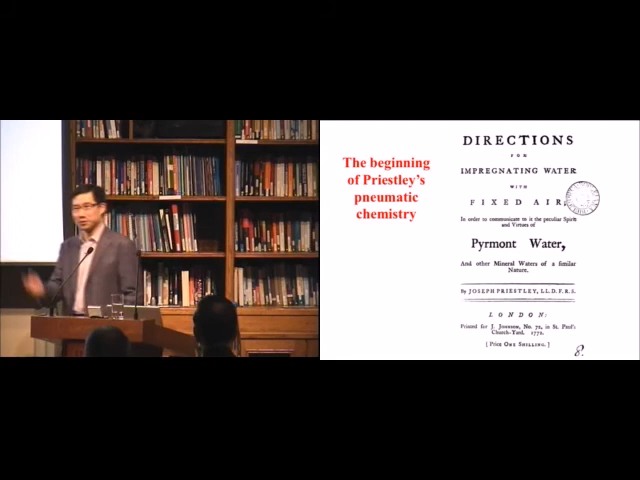 The beginning
of Priestley's
pneumatic
chemistry
DIRECTIONS
FOR
IMPREGNATING WATER
WITH
FIXED AIR;
In order to communicate to it the peculiar Spirit
and Virtues of
Pyrmont Water,
And other Mineral Waters of a similar
Nature.
By JOSEPH PRIESTLEY, LL.D. F.R.S.
LONDON:
Printed for J. Johnson, No. 72, in St. Paul's
Church-Yard. 1772.
[ Price One Shilling. ]
8.